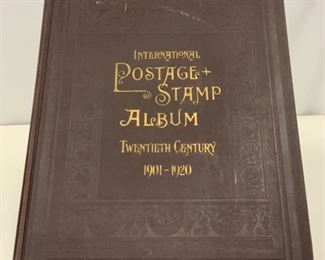 INTERNATIONAL
POSTAGE +
STAMP
ALBUM
TWENTIETH CENTURY
1901-1920